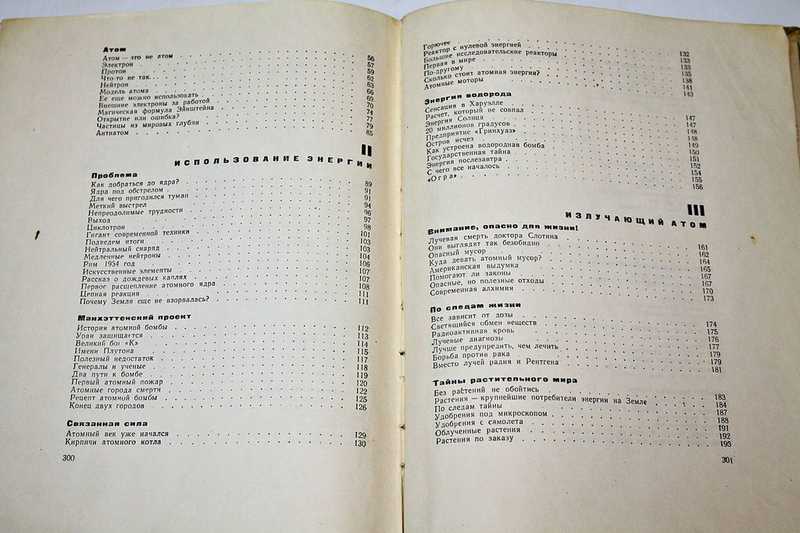 Атом
Атом — это не атом 56
Электрон 57
Протон 59
Что-то не так... 62
Нейтрон 63
Модель атома 66
Ее еще можно использовать 69
Внешние электроны за работой 70
Магическая формула Эйнштейна 74
Открытие или ошибка? 77
Частицы из мировых глубин 79
Антиатом 85
II
ИСПОЛЬЗОВАНИЕ ЭНЕРГИИ
Проблема
Как добраться до ядра? 89
Ядра под обстрелом 91
Для чего пригодился туман 91
Меткий выстрел 94
Непреодолимые трудности 96
Выход 97
Циклотрон 98
Гигант современной техники 101
Подведем итоги 103
Нейтральный снаряд 103
Медленные нейтроны 104
Рим 1934 год 106
Искусственные элементы 107
Рассказ о дождевых каплях 107
Первое расщепление атомного ядра 108
Цепная реакция 111
Почему Земля еще не взорвалась? 111
Манхэттенский проект
История атомной бомбы 112
Уран защищается 113
Великий бог «К» 114
Имени Плутона 115
Полезный недостаток 117
Генералы и ученые 118
Два пути к бомбе 119
Первый атомный пожар 120
Атомные города смерти 122
Рецепт атомной бомбы 125
Конец двух городов 126
Связанная сила
Атомный век уже начался 129
Кирпичи атомного котла 130
300
Горючее
Реактор с нулевой энергией 132
Большие исследовательские реакторы 133
Первая в мире 133
По-другому 135
Сколько стоит атомная энергия? 138
Атомные моторы 141
143
Энергия водорода
Сенсация в Харуэлле
Расчет, который не совпал 147
Энергия Солнца 147
20 миллионов градусов 148
Предприятие «Гринхауз» 148
Остров исчез 149
Как устроена водородная бомба 150
Государственная тайна 151
Энергия послезавтра 152
С чего все началось 154
«Огра» 155
156
III
ИЗЛУЧАЮЩИЙ АТОМ
Внимание, опасно для жизни!
Лучевая смерть доктора Слотина
Они выглядят так безобидно 161
Опасный мусор 162
Куда девать атомный мусор? 164
Американская выдумка 165
Помогают ли законы 167
Опасные, но полезные отходы 167
Современная алхимия 170
173
По следам жизни
Все зависит от дозы
Светящийся обмен веществ 174
Радиоактивная кровь 175
Лучевые диагнозы 176
Лучше предупредить, чем лечить 177
Борьба против рака 179
Вместо лучей радия и Рентгена 179
181
Тайны растительного мира
Без растений не обойтись
Растения — крупнейшие потребители энергии на Земле 183
По следам тайны 184
Удобрения под микроскопом 187
Удобрения с самолета 188
Облученные растения 191
Растения по заказу 192
195
301